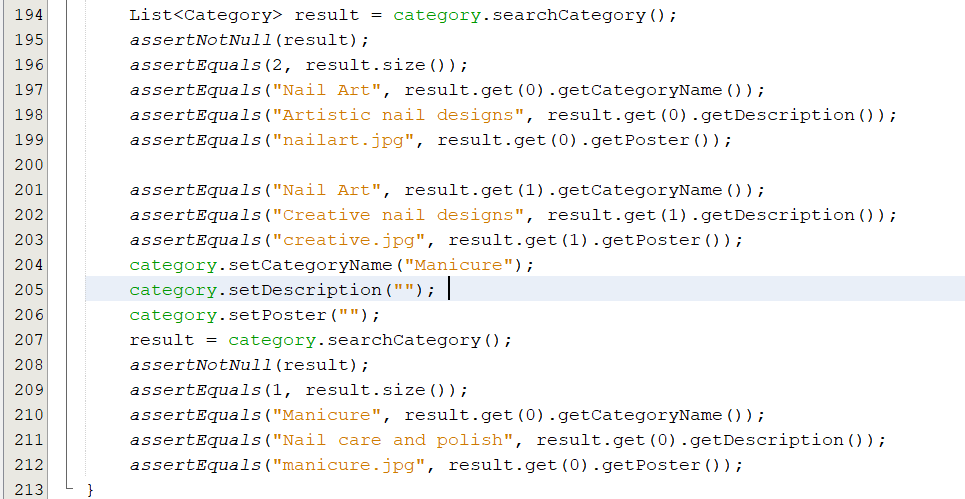 194 List<Category> result = category.searchCategory();
195 assertNotNull(result);
196 assertEquals(2, result.size());
197 assertEquals("Nail Art", result.get(0).getCategoryName());
198 assertEquals("Artistic nail designs", result.get(0).getDescription());
199 assertEquals("nailart.jpg", result.get(0).getPoster());
200
201 assertEquals("Nail Art", result.get(1).getCategoryName());
202 assertEquals("Creative nail designs", result.get(1).getDescription());
203 assertEquals("creative.jpg", result.get(1).getPoster());
204 category.setCategoryName("Manicure");
205 category.setDescription("");
206 category.setPoster("");
207 result = category.searchCategory();
208 assertNotNull(result);
209 assertEquals(1, result.size());
210 assertEquals("Manicure", result.get(0).getCategoryName());
211 assertEquals("Nail care and polish", result.get(0).getDescription());
212 assertEquals("manicure.jpg", result.get(0).getPoster());
213 }